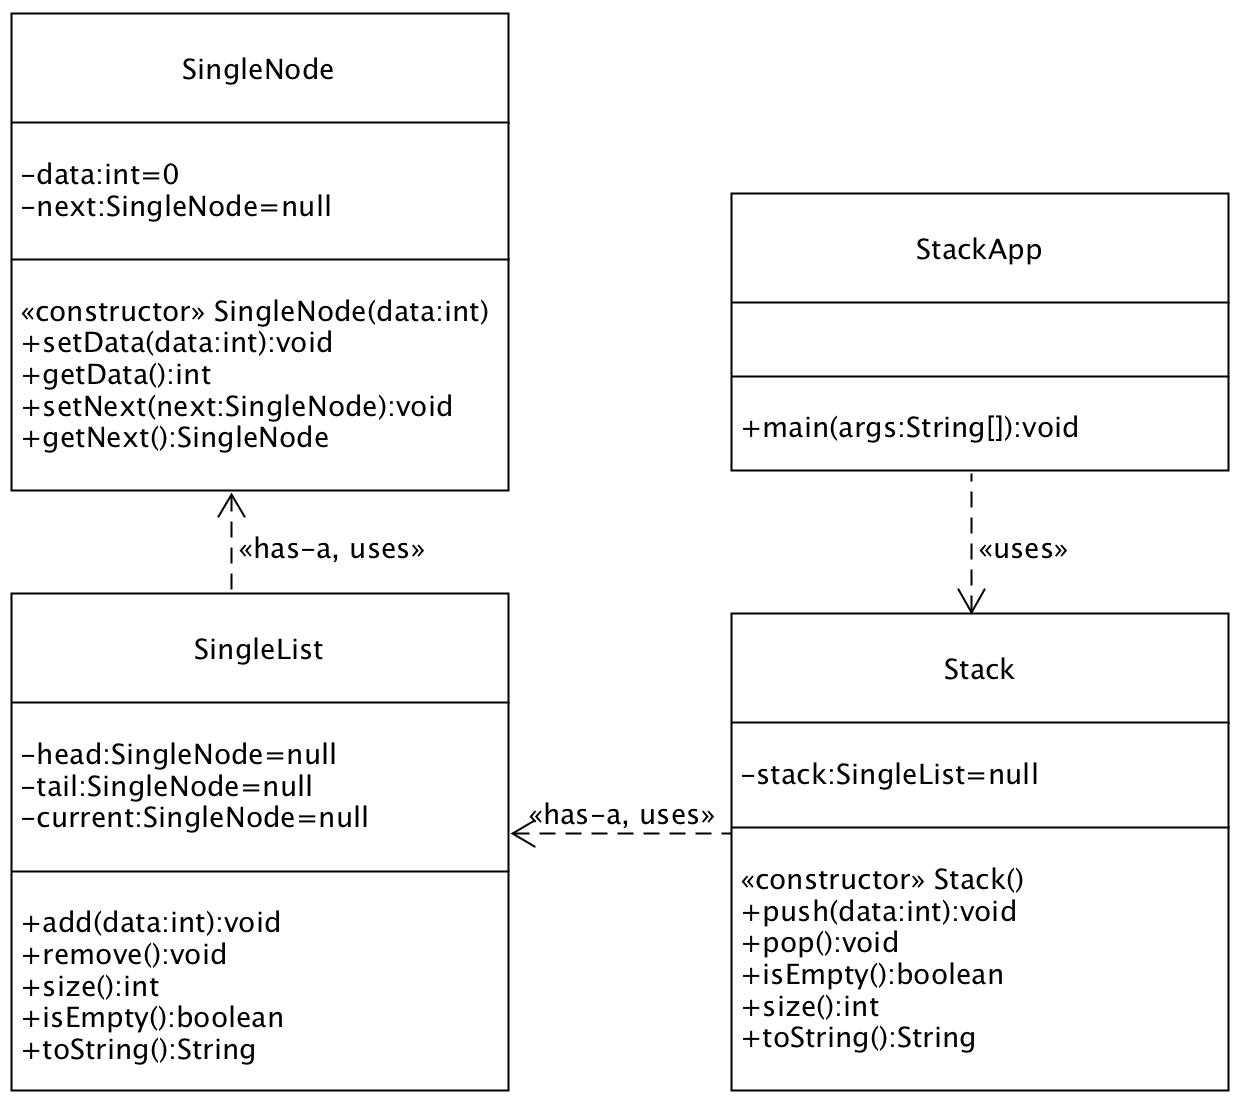 SingleNode
-data:int=0
-next:SingleNode=null
«constructor» SingleNode(data:int)
+setData(data:int):void
+getData():int
+setNext(next:SingleNode):void
+getNext():SingleNode
«has-a, uses»
SingleList
-head:SingleNode=null
-tail:SingleNode=null
-current:SingleNode=null
+add(data:int):void
+remove():void
+size():int
+isEmpty():boolean
+toString():String
«has-a, uses»
StackApp
+main(args:String[]):void
«uses»
Stack
-stack:SingleList=null
«constructor» Stack()
+push(data:int):void
+pop():void
+isEmpty():boolean
+size():int
+toString():String